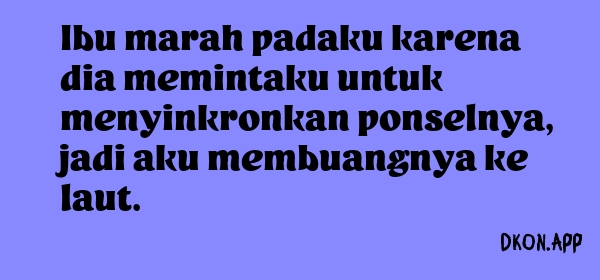 Ibu marah padaku karena
dia memintaku untuk
menyinkronkan ponselnya,
jadi aku membuangnya ke
laut.
DKON.APP